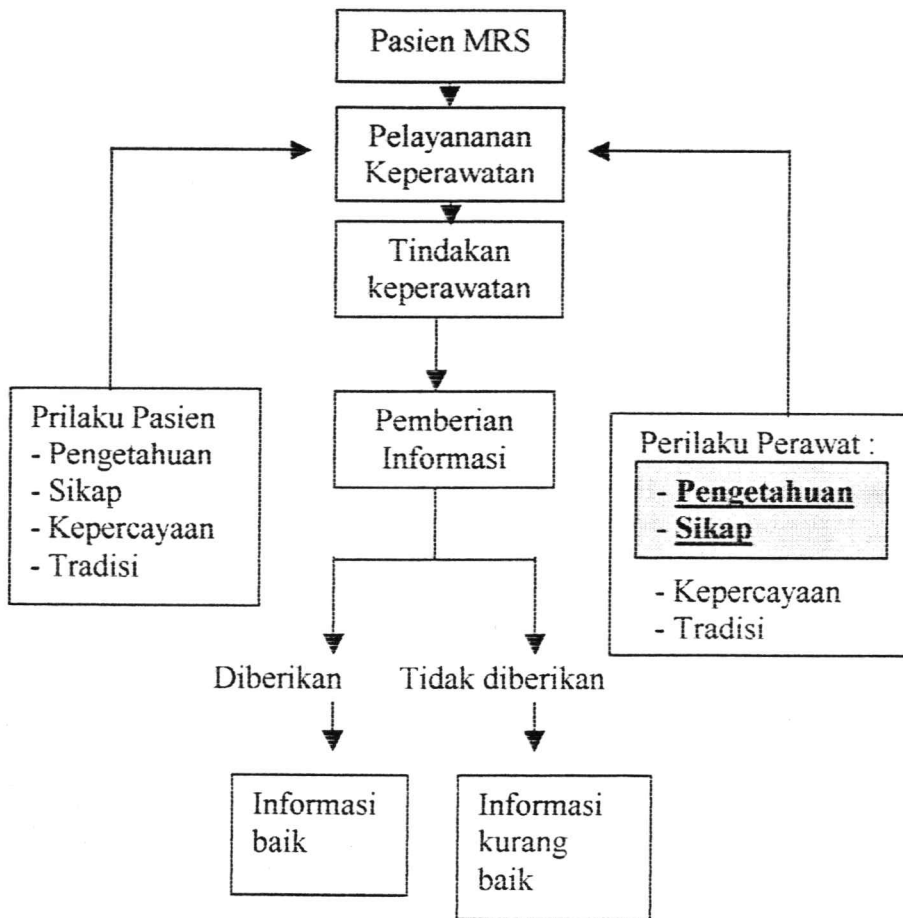 Pasien MRS
Pelayananan
Keperawatan
Tindakan
keperawatan
Prilaku Pasien
- Pengetahuan
- Sikap
- Kepercayaan
- Tradisi
Pemberian
Informasi
Perilaku Perawat :
- Pengetahuan
- Sikap
- Kepercayaan
- Tradisi
Diberikan
Tidak diberikan
Informasi
baik
Informasi
kurang
baik